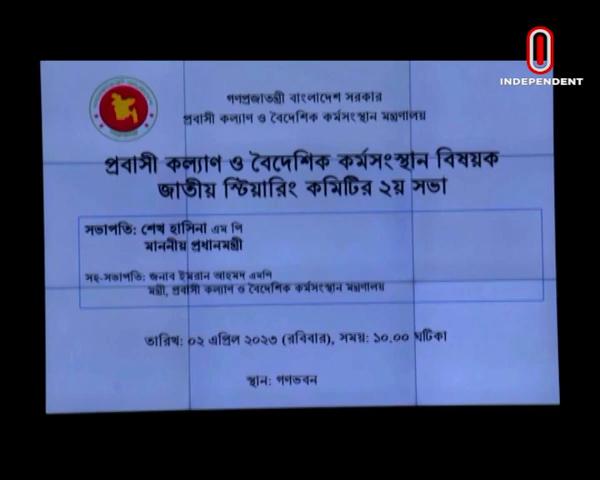 INDEPENDENT
গণপ্রজাতন্ত্রী বাংলাদেশ সরকার
প্রবাসী কল্যাণ ও বৈদেশিক কর্মসংস্থান মন্ত্রণালয়
প্রবাসী কল্যাণ ও বৈদেশিক কর্মসংস্থান বিষয়ক
জাতীয় স্টিয়ারিং কমিটির ২য় সভা
সভাপতি: শেখ হাসিনা এম পি
মাননীয় প্রধানমন্ত্রী
সহ-সভাপতি: জনাব ইমরান আহমদ এমপি
মন্ত্রী, প্রবাসী কল্যাণ ও বৈদেশিক কর্মসংস্থান মন্ত্রণালয়
তারিখ: ০২ এপ্রিল ২০২৩ (রবিবার), সময়: ১০.০০ ঘটিকা
স্থান: গণভবন